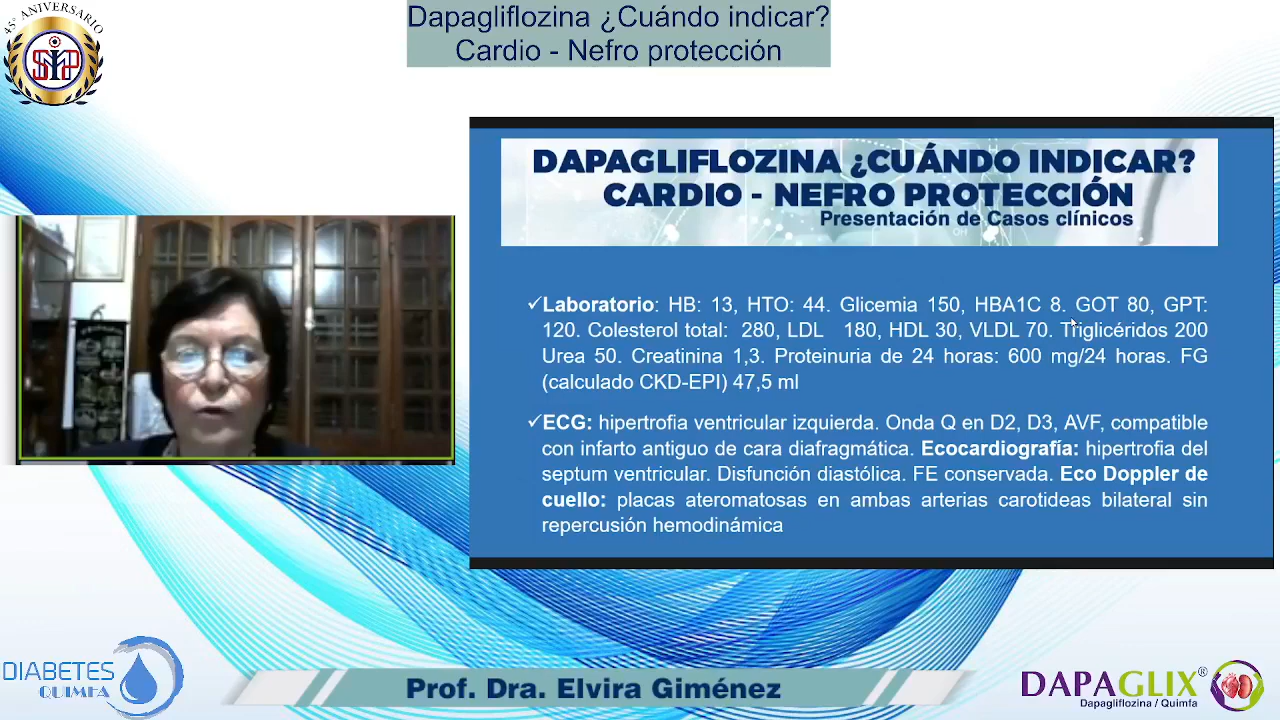 45° ANIVERSARIO
Dapagliflozina ¿Cuándo indicar?
Cardio - Nefro protección
DAPAGLIFLOZINA ¿CUÁNDO INDICAR?
CARDIO - NEFRO PROTECCIÓN
Presentación de Casos clínicos
✓Laboratorio: HB: 13, HTO: 44. Glicemia 150, HBA1C 8. GOT 80, GPT:
120. Colesterol total: 280, LDL 180, HDL 30, VLDL 70. Triglicéridos 200
Urea 50. Creatinina 1,3. Proteinuria de 24 horas: 600 mg/24 horas. FG
(calculado CKD-EPI) 47,5 ml
✓ECG: hipertrofia ventricular izquierda. Onda Q en D2, D3, AVF, compatible
con infarto antiguo de cara diafragmática. Ecocardiografía: hipertrofia del
septum ventricular. Disfunción diastólica. FE conservada. Eco Doppler de
cuello: placas ateromatosas en ambas arterias carotideas bilateral sin
repercusión hemodinámica
DIABETES
QUIMFA
Prof. Dra. Elvira Giménez
DAPAGLIX®
Dapagliflozina / Quimfa